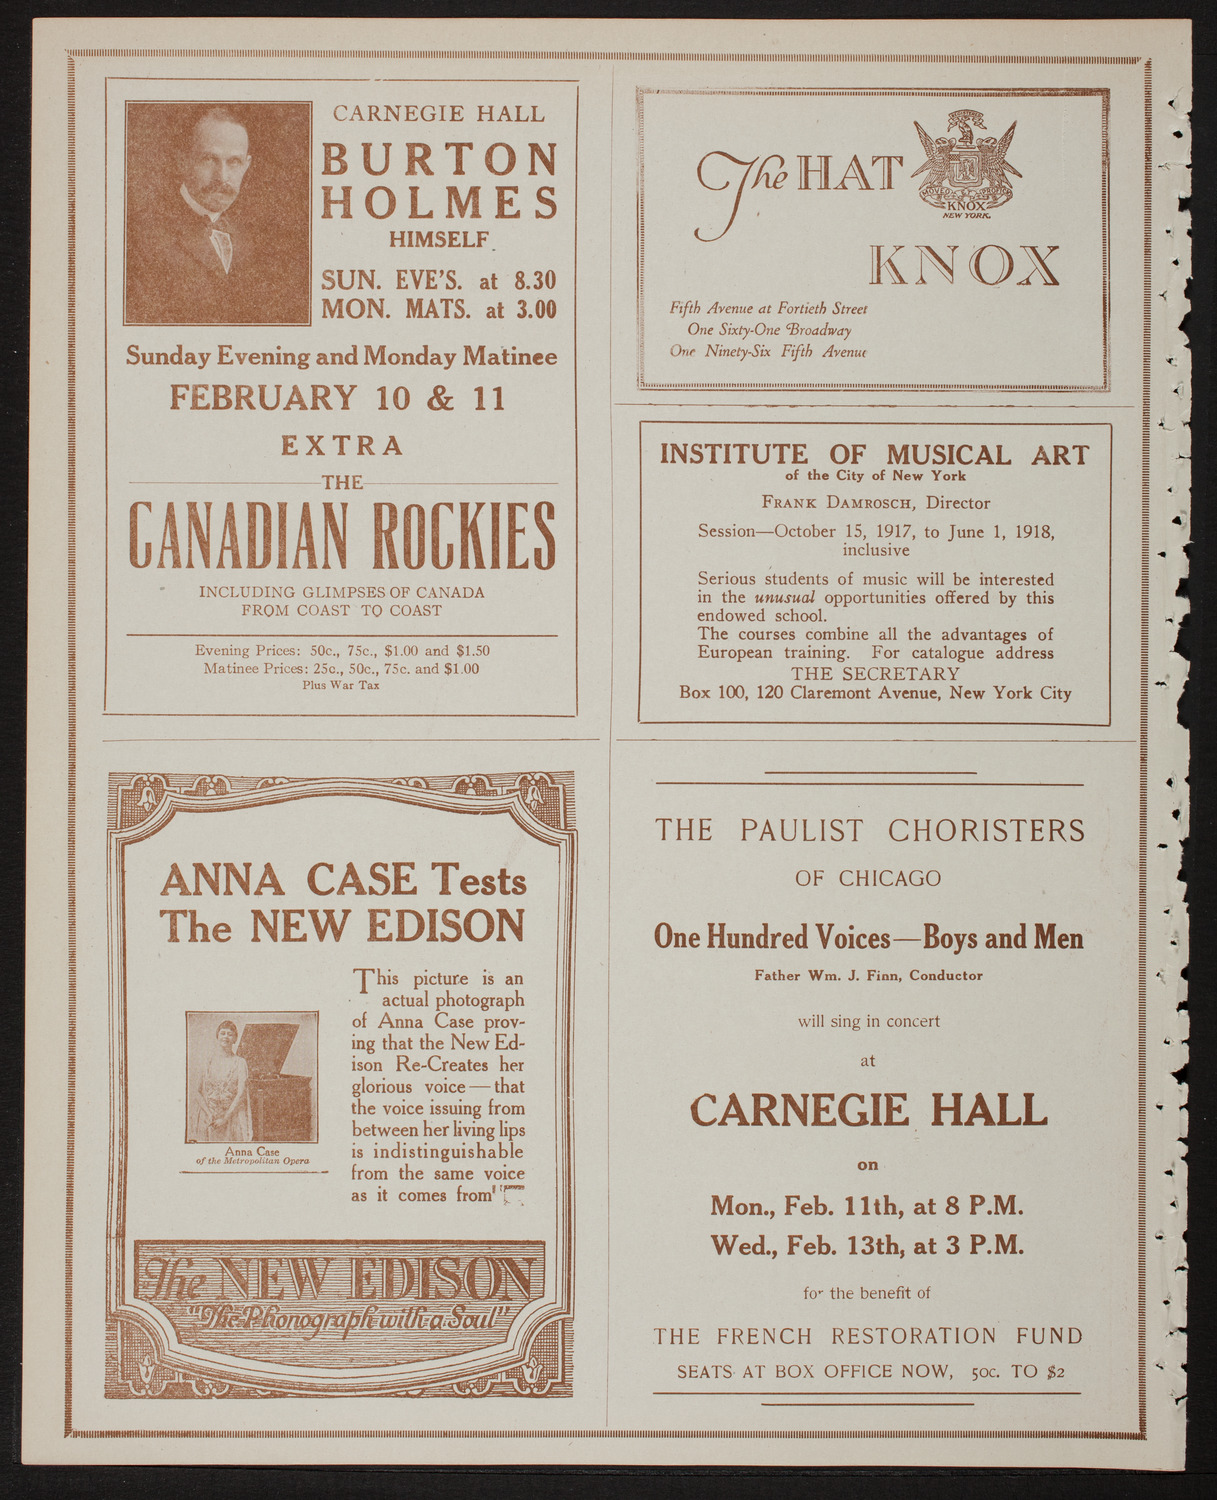 CARNEGIE HALL
BURTON
HOLMES
HIMSELF
SUN. EVE'S. at 8.30
MON. MATS. at 3.00
Sunday Evening and Monday Matinee
FEBRUARY 10 & 11
EXTRA
THE
CANADIAN ROCKIES
INCLUDING GLIMPSES OF CANADA
FROM COAST TO COAST
Evening Prices: 50c., 75c., $1.00 and $1.50
Matinee Prices: 25c., 50c., 75c. and $1.00
Plus War Tax
ANNA CASE Tests
The NEW EDISON
This picture is an
actual photograph
of Anna Case prov-
ing that the New Ed-
ison Re-Creates her
glorious voice—that
the voice issuing from
between her living lips
is indistinguishable
from the same voice
as it comes from
Anna Case
of the Metropolitan Opera
The NEW EDISON
"The Phonograph with a Soul"
The HAT
KNOX
NEW YORK.
KNOX
Fifth Avenue at Fortieth Street
One Sixty-One Broadway
One Ninety-Six Fifth Avenue
INSTITUTE OF MUSICAL ART
of the City of New York
FRANK DAMROSCH, Director
Session—October 15, 1917, to June 1, 1918,
inclusive
Serious students of music will be interested
in the unusual opportunities offered by this
endowed school.
The courses combine all the advantages of
European training. For catalogue address
THE SECRETARY
Box 100, 120 Claremont Avenue, New York City
THE PAULIST CHORISTERS
OF CHICAGO
One Hundred Voices—Boys and Men
Father Wm. J. Finn, Conductor
will sing in concert
at
CARNEGIE HALL
on
Mon., Feb. 11th, at 8 P.M.
Wed., Feb. 13th, at 3 P.M.
for the benefit of
THE FRENCH RESTORATION FUND
SEATS AT BOX OFFICE NOW, 50C. TO $2